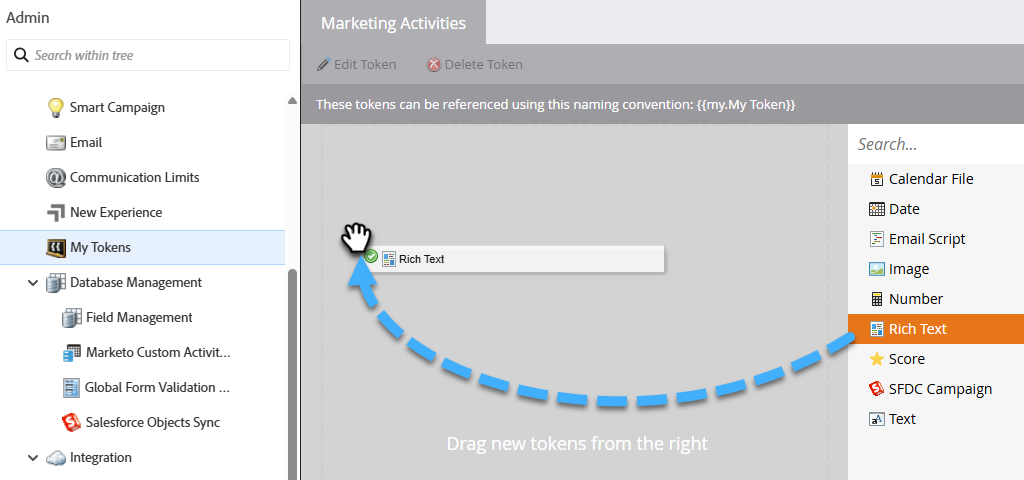 Admin
Search within tree
Smart Campaign
Email
Communication Limits
New Experience
My Tokens
Database Management
Field Management
Marketo Custom Activit...
Global Form Validation ...
Salesforce Objects Sync
Integration
Marketing Activities
Edit Token
Delete Token
These tokens can be referenced using this naming convention: {{my.My Token}}
Rich Text
Drag new tokens from the right
Search...
Calendar File
Date
Email Script
Image
Number
Rich Text
Score
SFDC Campaign
Text